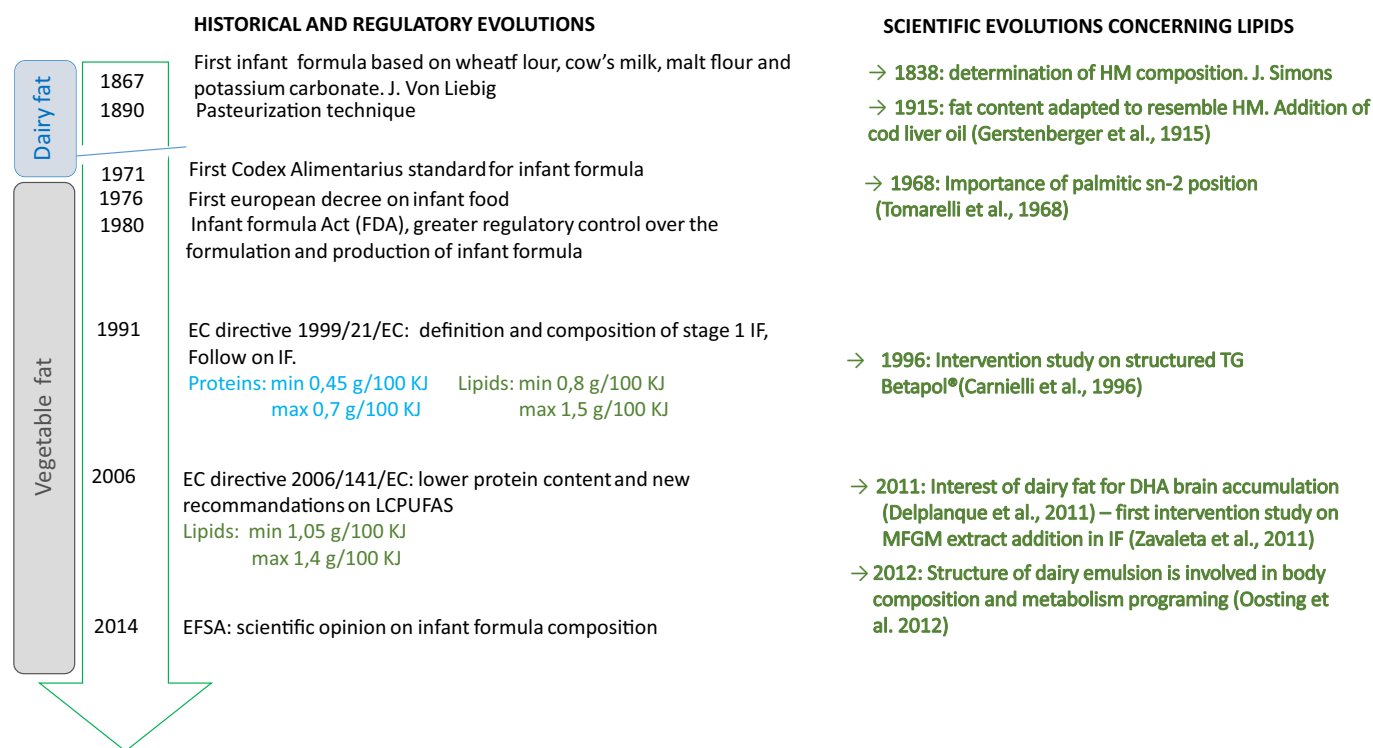 HISTORICAL AND REGULATORY EVOLUTIONS
SCIENTIFIC EVOLUTIONS CONCERNING LIPIDS
Dairy fat
Vegetable fat
1867
First infant formula based on wheatf lour, cow's milk, malt flour and
potassium carbonate. J. Von Liebig
1890
Pasteurization technique
1971
First Codex Alimentarius standard for infant formula
1976
First european decree on infant food
1980
Infant formula Act (FDA), greater regulatory control over the
formulation and production of infant formula
1991
EC directive 1999/21/EC: definition and composition of stage 1 IF,
Follow on IF.
Proteins: min 0,45 g/100 KJ Lipids: min 0,8 g/100 KJ
max 0,7 g/100 KJ max 1,5 g/100 KJ
2006
EC directive 2006/141/EC: lower protein content and new
recommandations on LCPUFAS
Lipids: min 1,05 g/100 KJ
max 1,4 g/100 KJ
2014
EFSA: scientific opinion on infant formula composition
→ 1838: determination of HM composition. J. Simons
→ 1915: fat content adapted to resemble HM. Addition of
cod liver oil (Gerstenberger et al., 1915)
→ 1968: Importance of palmitic sn-2 position
(Tomarelli et al., 1968)
→ 1996: Intervention study on structured TG
Betapol®(Carnielli et al., 1996)
→ 2011: Interest of dairy fat for DHA brain accumulation
(Delplanque et al., 2011) – first intervention study on
MFGM extract addition in IF (Zavaleta et al., 2011)
→ 2012: Structure of dairy emulsion is involved in body
composition and metabolism programing (Oosting et
al. 2012)